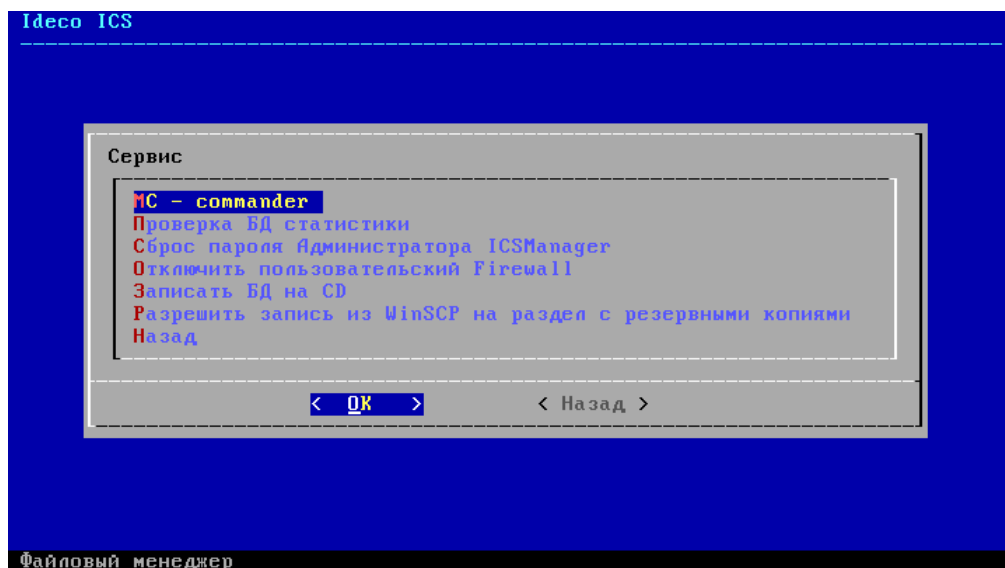 Ideco ICS
Сервис
MC - commander
Проверка БД статистики
Сброс пароля Администратора ICSManager
Отключить пользовательский Firewall
Записать БД на CD
Разрешить запись из WinSCP на раздел с резервными копиями
Назад
< OK > < Назад >
Файловый менеджер